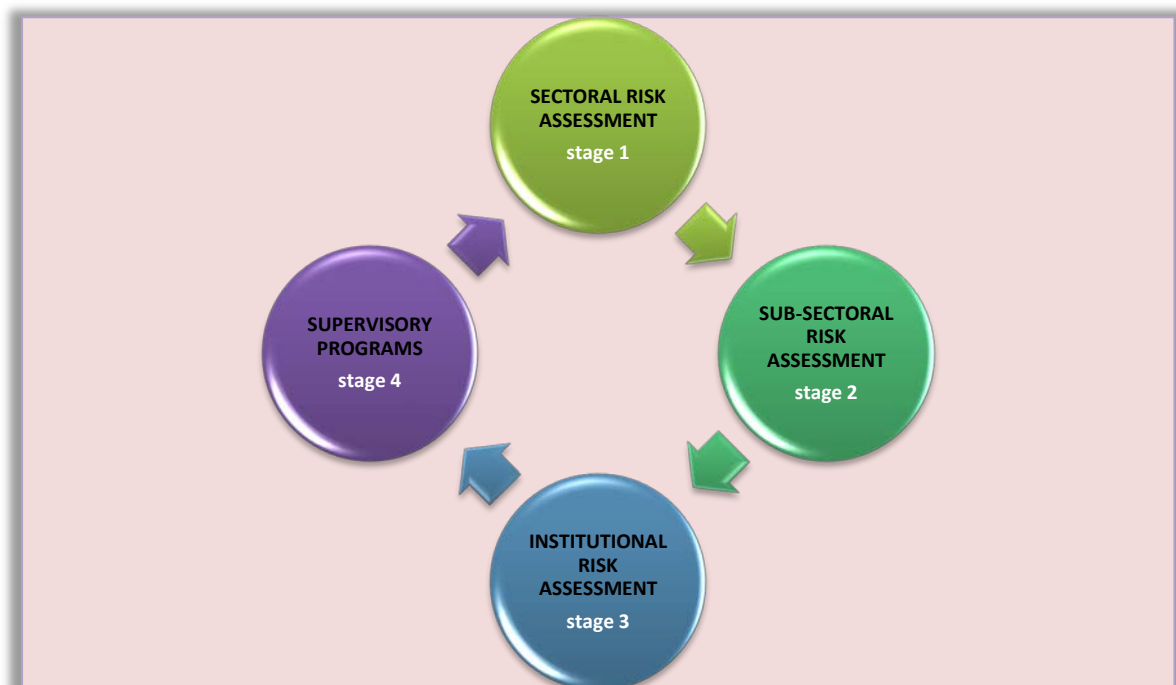 SECTORAL RISK
ASSESSMENT
stage 1
SUB-SECTORAL
RISK
ASSESSMENT
stage 2
INSTITUTIONAL
RISK
ASSESSMENT
stage 3
SUPERVISORY
PROGRAMS
stage 4